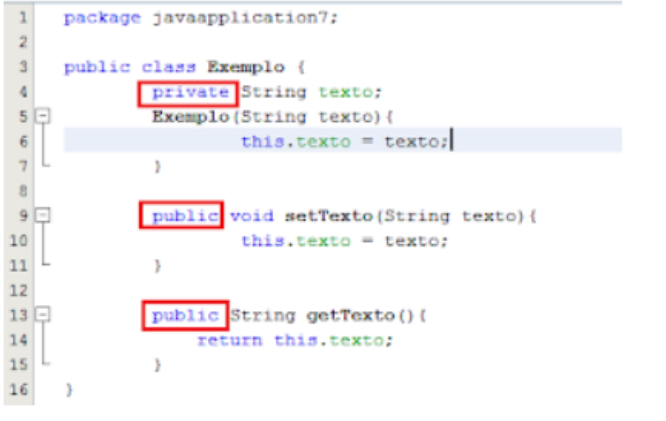 1 package javaapplication7;
2
3 public class Exemplo {
4 private String texto;
5 Exemplo(String texto){
6 this.texto = texto;
7 }
8
9 public void setTexto(String texto){
10 this.texto = texto;
11 }
12
13 public String getTexto(){
14 return this.texto;
15 }
16 }